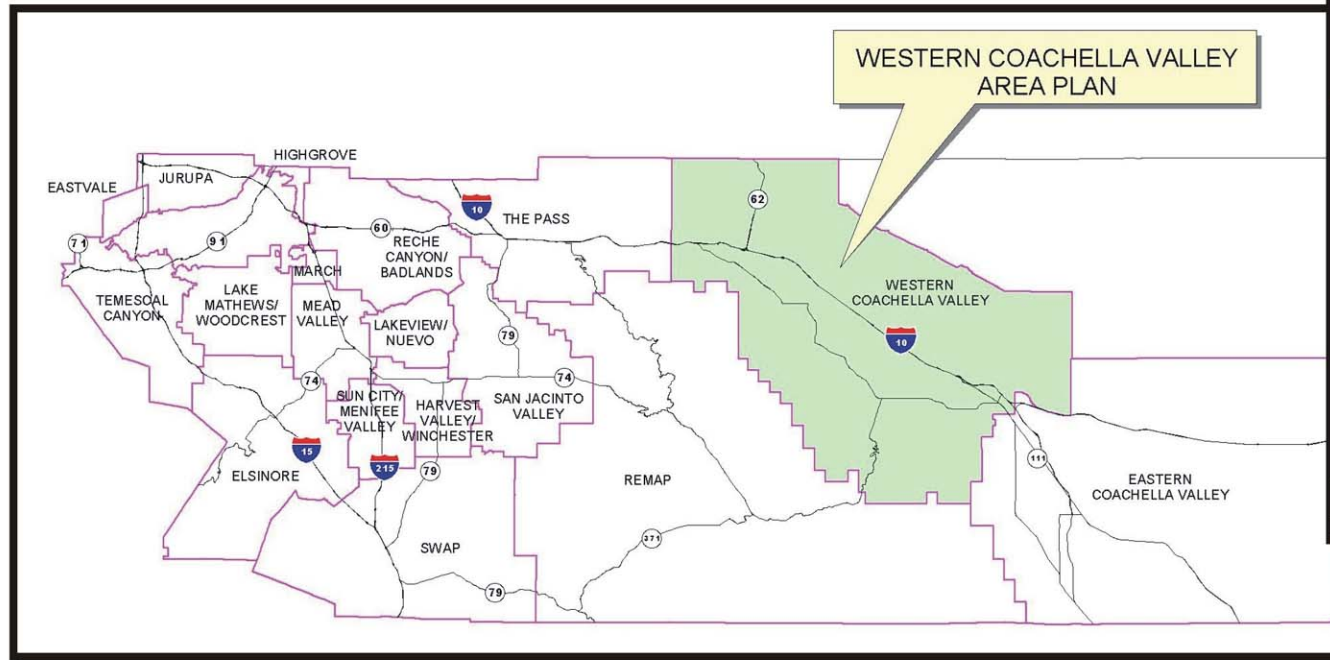 WESTERN COACHELLA VALLEY
AREA PLAN
HIGHGROVE
JURUPA
EASTVALE
62
10
THE PASS
71
91
60
RECHE
CANYON/
BADLANDS
MARCH
WESTERN
COACHELLA VALLEY
LAKE
MATHEWS/
WOODCREST
TEMESCAL
CANYON
MEAD
VALLEY
LAKEVIEW/
NUEVO
79
10
74
74
SUN CITY/
MENIFEE
VALLEY
HARVEST
VALLEY/
WINCHESTER
SAN JACINTO
VALLEY
15
215
79
111
ELSINORE
REMAP
EASTERN
COACHELLA VALLEY
371
SWAP
79